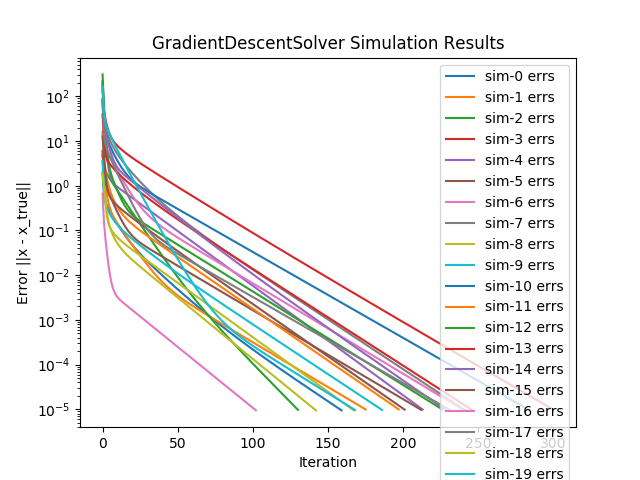 GradientDescentSolver Simulation Results
Error ||x - x_true||
10²
10¹
10⁰
10⁻¹
10⁻²
10⁻³
10⁻⁴
10⁻⁵
0 50 100 150 200 250 300
Iteration
sim-0 errs
sim-1 errs
sim-2 errs
sim-3 errs
sim-4 errs
sim-5 errs
sim-6 errs
sim-7 errs
sim-8 errs
sim-9 errs
sim-10 errs
sim-11 errs
sim-12 errs
sim-13 errs
sim-14 errs
sim-15 errs
sim-16 errs
sim-17 errs
sim-18 errs
sim-19 errs